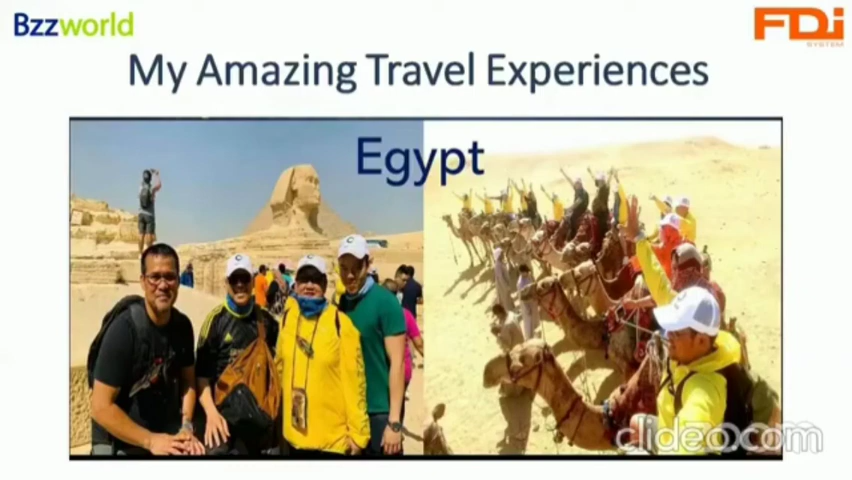 Bzzworld
FDi
SYSTEM
My Amazing Travel Experiences
Egypt
clideo.com